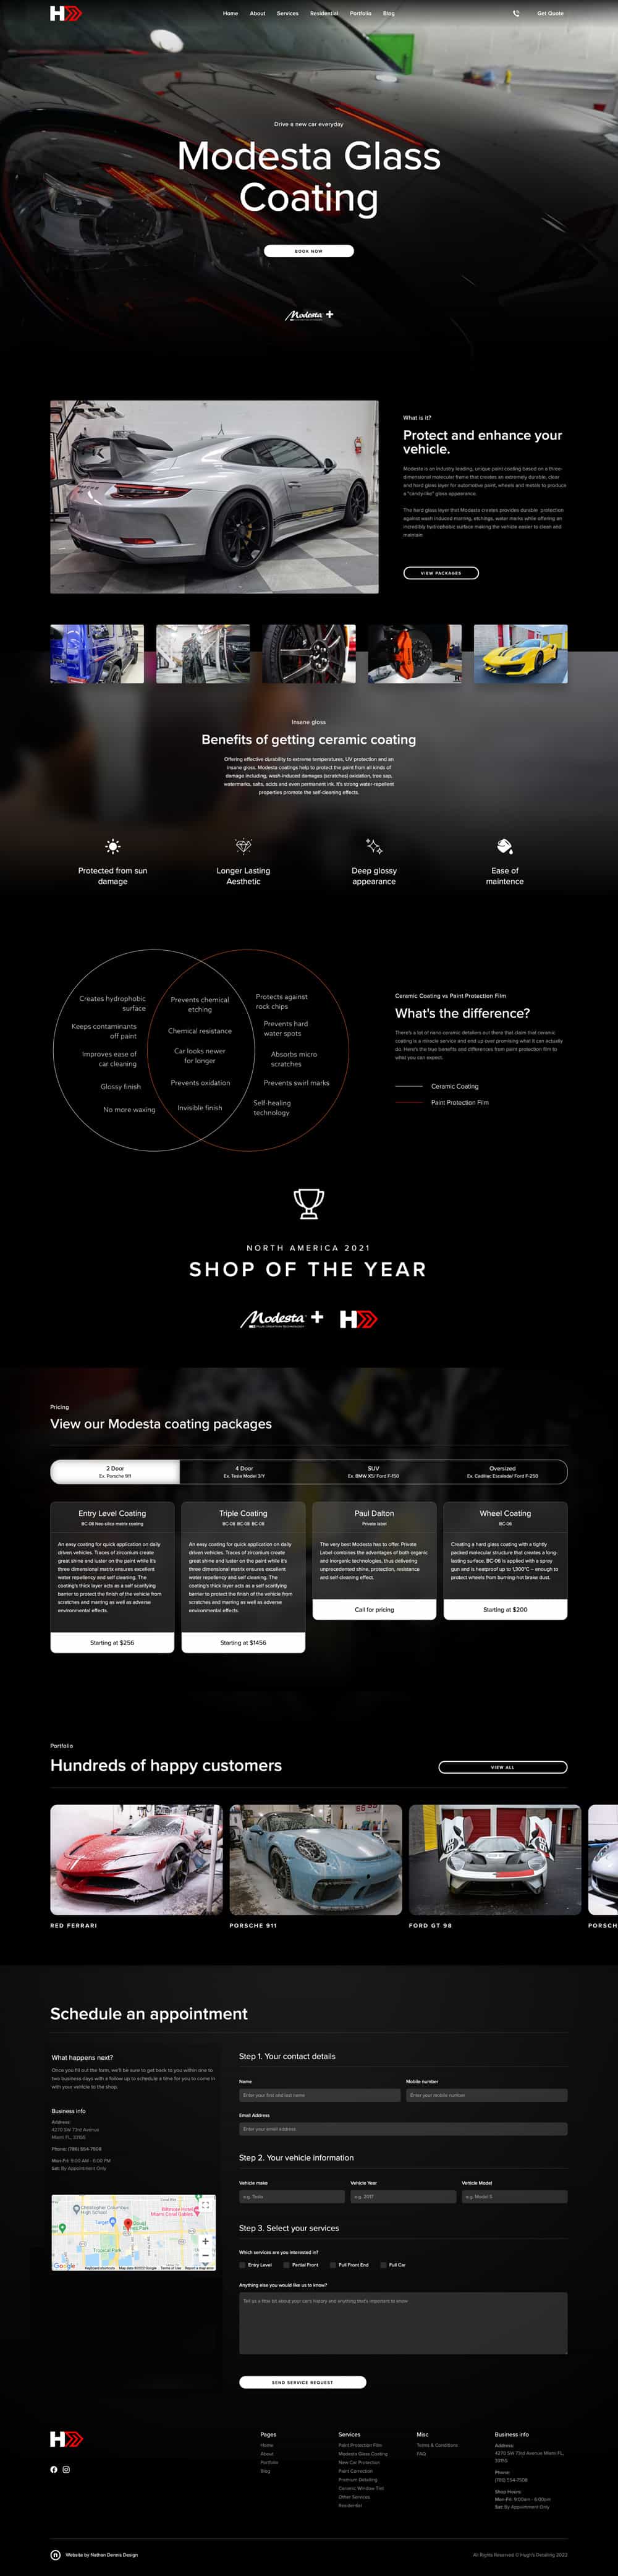 Home About Services Residential Portfolio Blog
Get Quote
Drive a new car everyday
Modesta Glass
Coating
BOOK NOW
Modesta
What is it?
Protect and enhance your
vehicle.
Modesta is an industry leading, unique paint coating based on a three-
dimensional molecular frame that creates an extremely durable, clear
and hard glass layer for automotive paint, wheels and metals to produce
a "candy-like" gloss appearance.
The hard glass layer that Modesta creates provides durable protection
against wash induced marring, etchings, water marks while offering an
incredibly hydrophobic surface making the vehicle easier to clean and
maintain
VIEW PACKAGES
Insane gloss
Benefits of getting ceramic coating
Offering effective durability to extreme temperatures, UV protection and an
insane gloss. Modesta coatings help to protect the paint from all kinds of
damage including, wash-induced damages (scratches) oxidation, tree sap,
watermarks, salts, acids and even permanent ink. It's strong water-repellent
properties promote the self-cleaning effects.
Protected from sun
damage
Longer Lasting
Aesthetic
Deep glossy
appearance
Ease of
maintence
Creates hydrophobic
surface
Keeps contaminants
off paint
Improves ease of
car cleaning
Glossy finish
No more waxing
Prevents chemical
etching
Chemical resistance
Car looks newer
for longer
Prevents oxidation
Invisible finish
Protects against
rock chips
Prevents hard
water spots
Absorbs micro
scratches
Prevents swirl marks
Self-healing
technology
Ceramic Coating vs Paint Protection Film
What's the difference?
There's a lot of nano-ceramic detailers out there that claim that ceramic
coating is a miracle service and end up over promising what it can actually
do. Here's the true benefits and differences from paint protection film to
what you can expect.
Ceramic Coating
Paint Protection Film
NORTH AMERICA 2021
SHOP OF THE YEAR
Modesta
Pricing
View our Modesta coating packages
2 Door
Ex. Porsche 911
4 Door
Ex. Tesla Model 3/Y
SUV
Ex. BMW X5/ Ford F-150
Oversized
Ex. Cadillac Escalade/ Ford F-250
Entry Level Coating
BC-08 Neo-silica matrix coating
An easy coating for quick application on daily
driven vehicles. Traces of zirconium create
great shine and luster on the paint while it's
three dimensional matrix ensures excellent
water repellency and self cleaning. The
coating's thick layer acts as a self scarifying
barrier to protect the finish of the vehicle from
scratches and marring as well as adverse
environmental effects.
Starting at $256
Triple Coating
BC-08 BC-08 BC-08
An easy coating for quick application on daily
driven vehicles. Traces of zirconium create
great shine and luster on the paint while it's
three dimensional matrix ensures excellent
water repellency and self cleaning. The
coating's thick layer acts as a self scarifying
barrier to protect the finish of the vehicle from
scratches and marring as well as adverse
environmental effects.
Starting at $1456
Paul Dalton
Private label
The very best Modesta has to offer. Private
Label combines the advantages of both organic
and inorganic technologies, thus delivering
unprecedented shine, protection, resistance
and self-cleaning effect.
Call for pricing
Wheel Coating
BC-06
Creating a hard glass coating with a tightly
packed molecular structure that creates a long-
lasting surface, BC-06 is applied with a spray
gun and is heatproof up to 1,300°C – enough to
protect wheels from burning-hot brake dust.
Starting at $200
Portfolio
Hundreds of happy customers
VIEW ALL
RED FERRARI
PORSCHE 911
FORD GT 98
PORSCH
Schedule an appointment
What happens next?
Once you fill out the form, we'll be sure to get back to you within one to
two business days with a follow up to schedule a time for you to come in
with your vehicle to the shop.
Business info
Address:
4270 SW 73rd Avenue
Miami FL, 33155
Phone: (786) 554-7508
Mon-Fri: 9:00 AM - 6:00 PM
Sat: By Appointment Only
Christopher Columbus
High School
Biltmore Hotel
Miami Coral Gables
Target
Tropical Park
Google
Keyboard shortcuts Map data ©2022 Google Terms of Use Report a map error
Step 1. Your contact details
Name
Enter your first and last name
Mobile number
Enter your mobile number
Email Address
Enter your email address
Step 2. Your vehicle information
Vehicle make
e.g. Tesla
Vehicle Year
e.g. 2017
Vehicle Model
e.g. Model S
Step 3. Select your services
Which services are you interested in?
Entry Level
Partial Front
Full Front End
Full Car
Anything else you would like us to know?
Tell us a little bit about your car's history and anything that's important to know
SEND SERVICE REQUEST
Pages
Home
About
Portfolio
Blog
Services
Paint Protection Film
Modesta Glass Coating
New Car Protection
Paint Correction
Premium Detailing
Ceramic Window Tint
Other Services
Residential
Misc
Terms & Conditions
FAQ
Business info
Address:
4270 SW 73rd Avenue Miami FL,
33155
Phone:
(786) 554-7508
Shop Hours:
Mon-Fri: 9:00am - 6:00pm
Sat: By Appointment Only
Website by Nathan Dennis Design
All Rights Reserved © Hugh's Detailing 2022